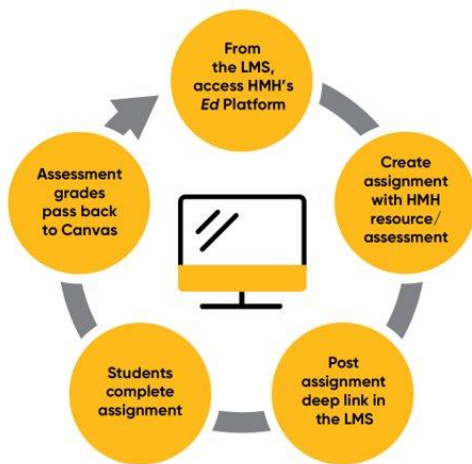 From
the LMS,
access HMH's
Ed Platform
Create
assignment
with HMH
resource/
assessment
Post
assignment
deep link in
the LMS
Students
complete
assignment
Assessment
grades
pass back
to Canvas